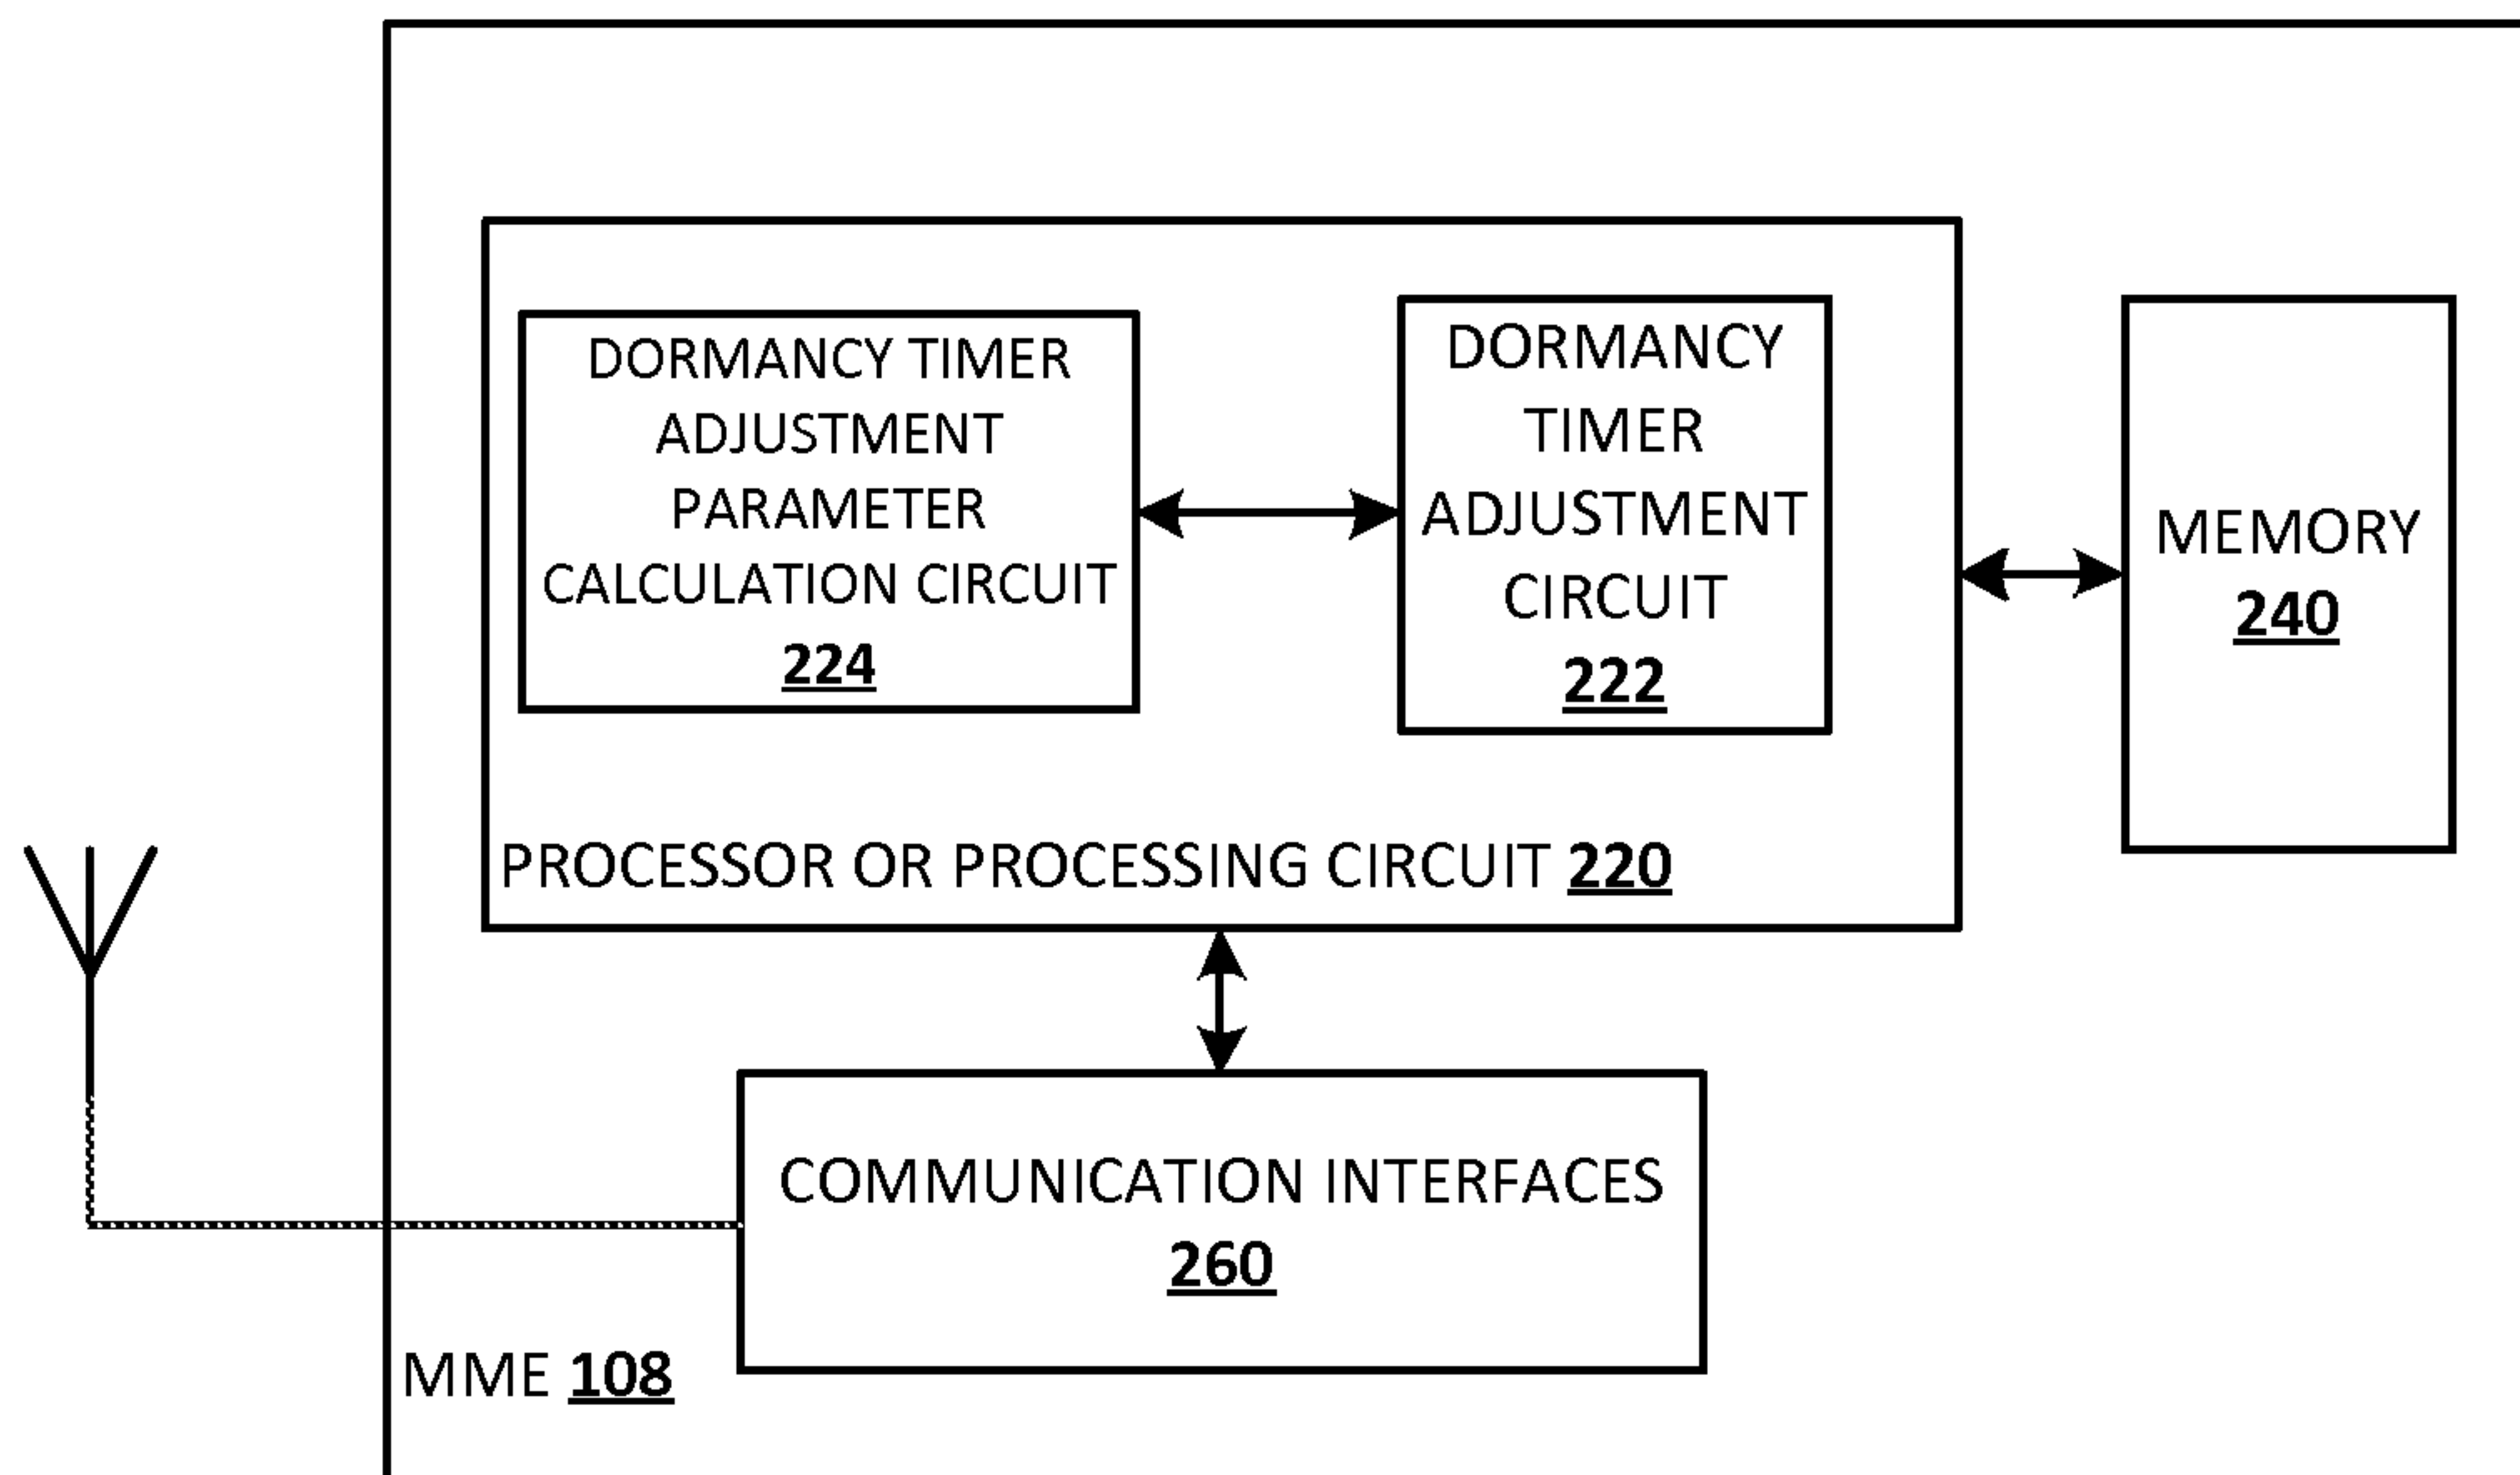 DORMANCY TIMER
ADJUSTMENT
PARAMETER
CALCULATION CIRCUIT
224
DORMANCY
TIMER
ADJUSTMENT
CIRCUIT
222
MEMORY
240
PROCESSOR OR PROCESSING CIRCUIT 220
COMMUNICATION INTERFACES
260
MME 108